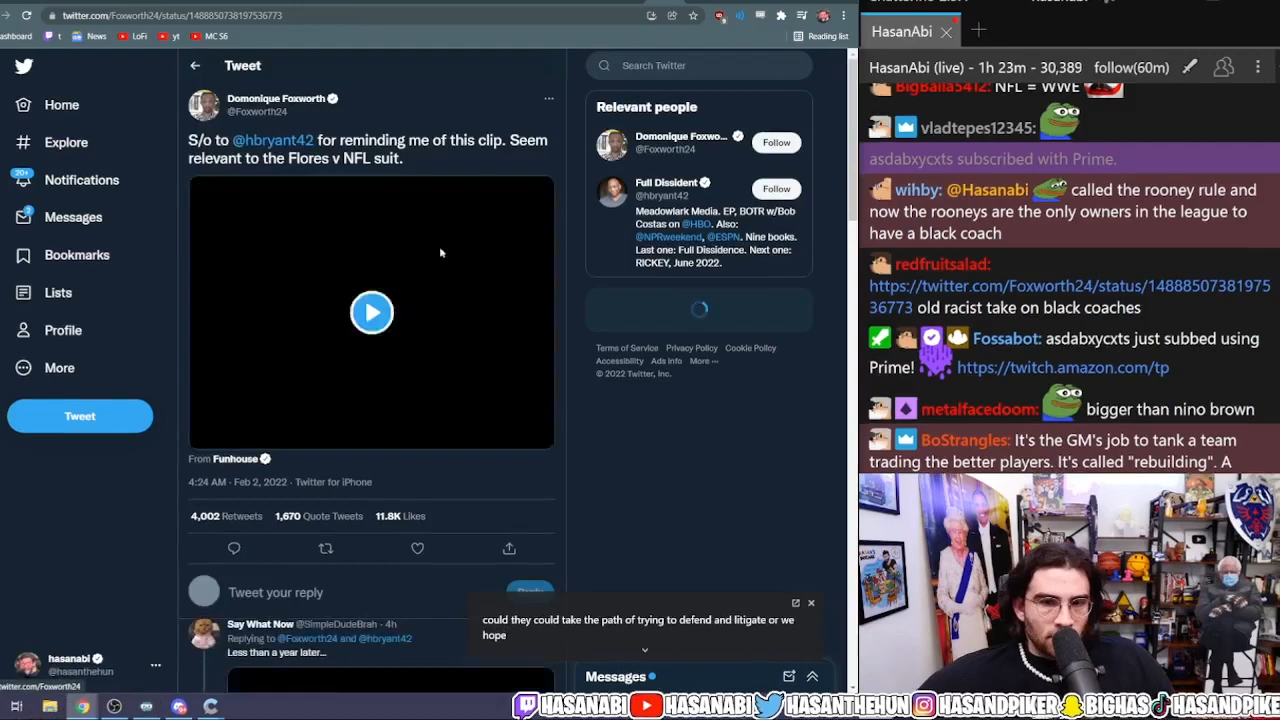 twitter.com/Foxworth24/status/1488850738197536773
ashboard
t
News
LoFi
yt
MC S6
Reading list
Tweet
Search Twitter
Home
Explore
20+
Notifications
Messages
Bookmarks
Lists
Profile
More
Tweet
hasanabi
@hasanthehun
twitter.com/Foxworth24
Domonique Foxworth
@Foxworth24
S/o to @hbryant42 for reminding me of this clip. Seem
relevant to the Flores v NFL suit.
From Funhouse
4:24 AM · Feb 2, 2022 · Twitter for iPhone
4,002 Retweets 1,670 Quote Tweets 11.8K Likes
Tweet your reply
Reply
Say What Now @SimpleDudeBrah · 4h
Replying to @Foxworth24 and @hbryant42
Less than a year later...
Relevant people
Domonique Foxwo...
@Foxworth24
Follow
Full Dissident
@hbryant42
Follow
Meadowlark Media. EP, BOTR w/Bob
Costas on @HBO. Also:
@NPRweekend, @ESPN. Nine books.
Last one: Full Dissidence. Next one:
RICKEY, June 2022.
Terms of Service Privacy Policy Cookie Policy
Accessibility Ads info More ···
© 2022 Twitter, Inc.
could they could take the path of trying to defend and litigate or we
hope
Messages
HasanAbi
HasanAbi (live) - 1h 23m - 30,389 follow(60m)
BigBalla5412: NFL = WWE
vladtepes12345:
asdabxycxts subscribed with Prime.
wihby: @Hasanabi called the rooney rule and
now the rooneys are the only owners in the league to
have a black coach
redfruitsalad:
https://twitter.com/Foxworth24/status/14888507381975
36773 old racist take on black coaches
Fossabot: asdabxycxts just subbed using
Prime! https://twitch.amazon.com/tp
metalfacedoom: bigger than nino brown
BoStrangles: It's the GM's job to tank a team
trading the better players. It's called "rebuilding". A
HASANABI HASANABI HASANTHEHUN HASANDPIKER BIGHAS HASANDPIKE